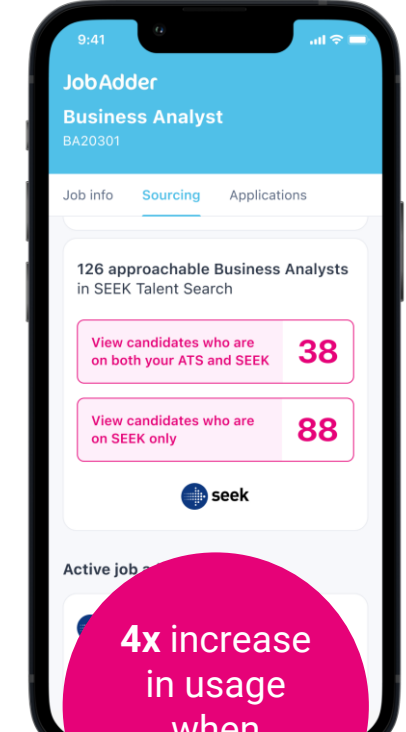 9:41
JobAdder
Business Analyst
BA20301
Job info Sourcing Applications
126 approachable Business Analysts
in SEEK Talent Search
View candidates who are
on both your ATS and SEEK
38
View candidates who are
on SEEK only
88
seek
Active job
4x increase
in usage
when